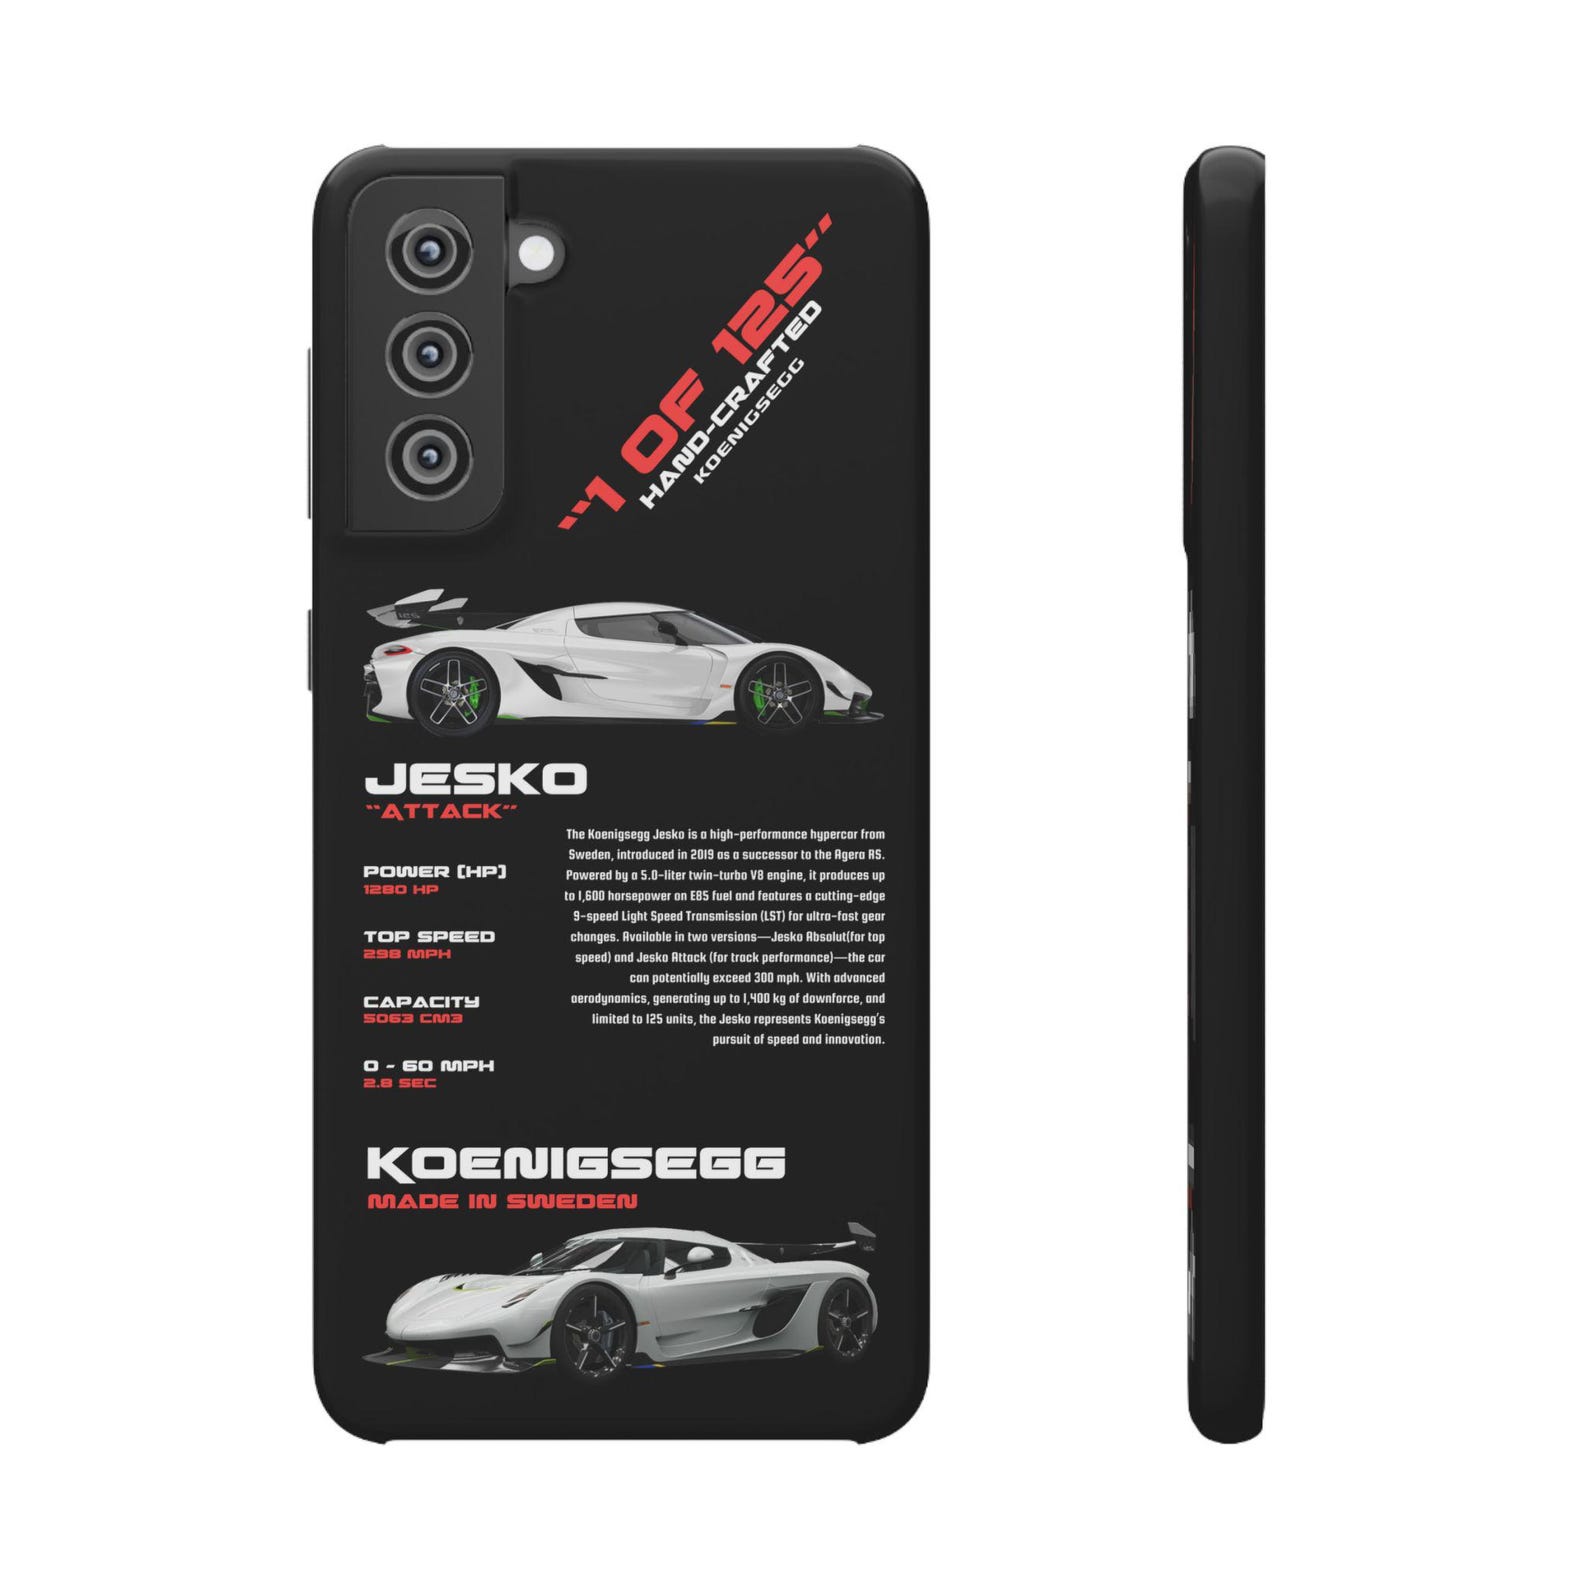 “1 OF 125”
HAND-CRAFTED
KOENIGSEGG
JESKO
“ATTACK”
The Koenigsegg Jesko is a high-performance hypercar from
Sweden, introduced in 2019 as a successor to the Agera RS.
Powered by a 5.0-liter twin-turbo V8 engine, it produces up
to 1,600 horsepower on E85 fuel and features a cutting-edge
9-speed Light Speed Transmission (LST) for ultra-fast gear
changes. Available in two versions—Jesko Absolut(for top
speed) and Jesko Attack (for track performance)—the car
can potentially exceed 300 mph. With advanced
aerodynamics, generating up to 1,400 kg of downforce, and
limited to 125 units, the Jesko represents Koenigsegg’s
pursuit of speed and innovation.
POWER (HP)
1280 HP
TOP SPEED
298 MPH
CAPACITY
5063 CM3
0 - 60 MPH
2.8 SEC
KOENIGSEGG
MADE IN SWEDEN